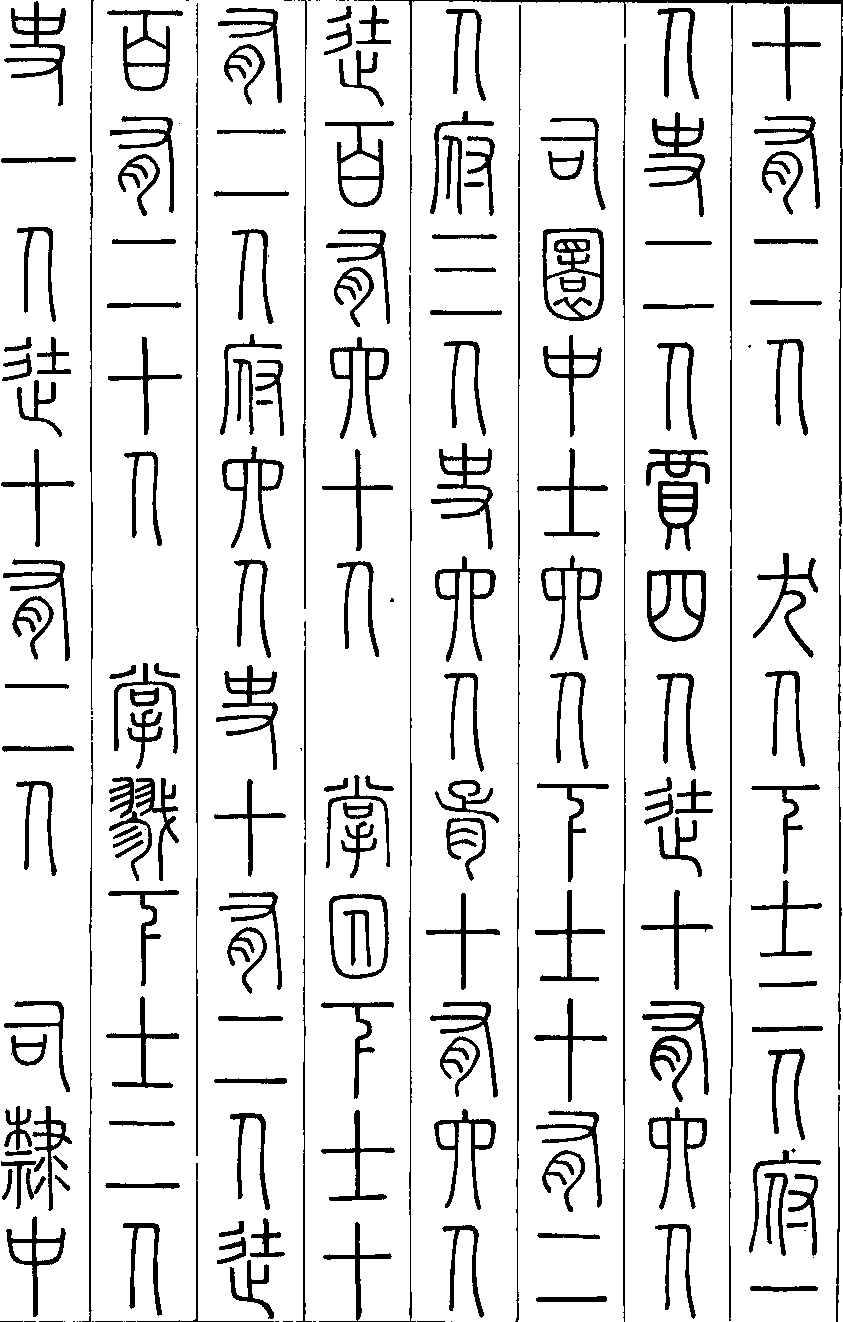 十有二人　犬人下士二人府一
人史二人賈四人徒十有六人
司圜中士六人下士十有二
人府三人史六人胥十有六人
徒百有六十人　掌囚下士十
有二人府六人史十有二人徒
百有二十人　掌戮下士二人
史一人徒十有二人　司隸中